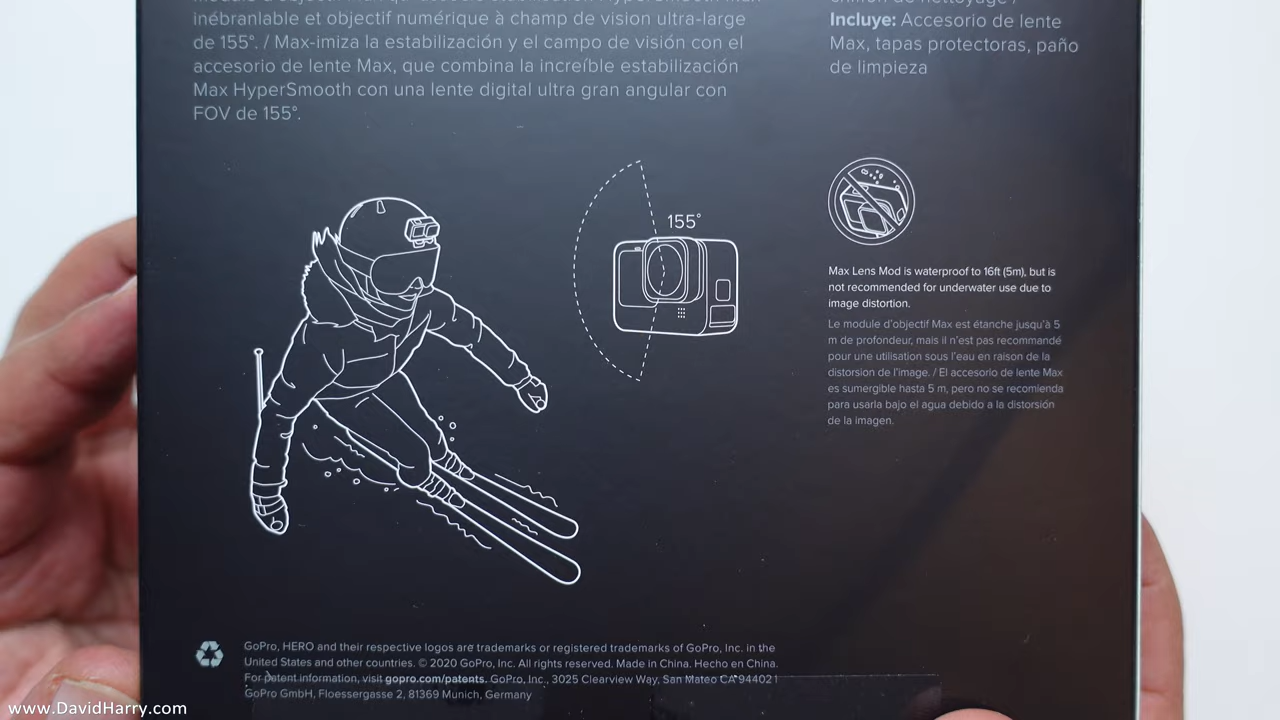 inébranlable et objectif numérique à champ de vision ultra-large
de 155°. / Max-imiza la estabilización y el campo de visión con el
accesorio de lente Max, que combina la increíble estabilización
Max HyperSmooth con una lente digital ultra gran angular con
FOV de 155°.
Incluye: Accesorio de lente
Max, tapas protectoras, paño
de limpieza
155°
Max Lens Mod is waterproof to 16ft (5m), but is
not recommended for underwater use due to
image distortion.
Le module d'objectif Max est étanche jusqu'à 5
m de profondeur, mais il n'est pas recommandé
pour une utilisation sous l'eau en raison de la
distorsion de l'image. / El accesorio de lente Max
es sumergible hasta 5 m, pero no se recomienda
para usarla bajo el agua debido a la distorsión
de la imagen.
GoPro, HERO and their respective logos are trademarks or registered trademarks of GoPro, Inc. in the
United States and other countries. © 2020 GoPro, Inc. All rights reserved. Made in China. Hecho en China.
For patent information, visit gopro.com/patents. GoPro, Inc., 3025 Clearview Way, San Mateo CA 94402 |
GoPro GmbH, Floessergasse 2, 81369 Munich, Germany
www.DavidHarry.com